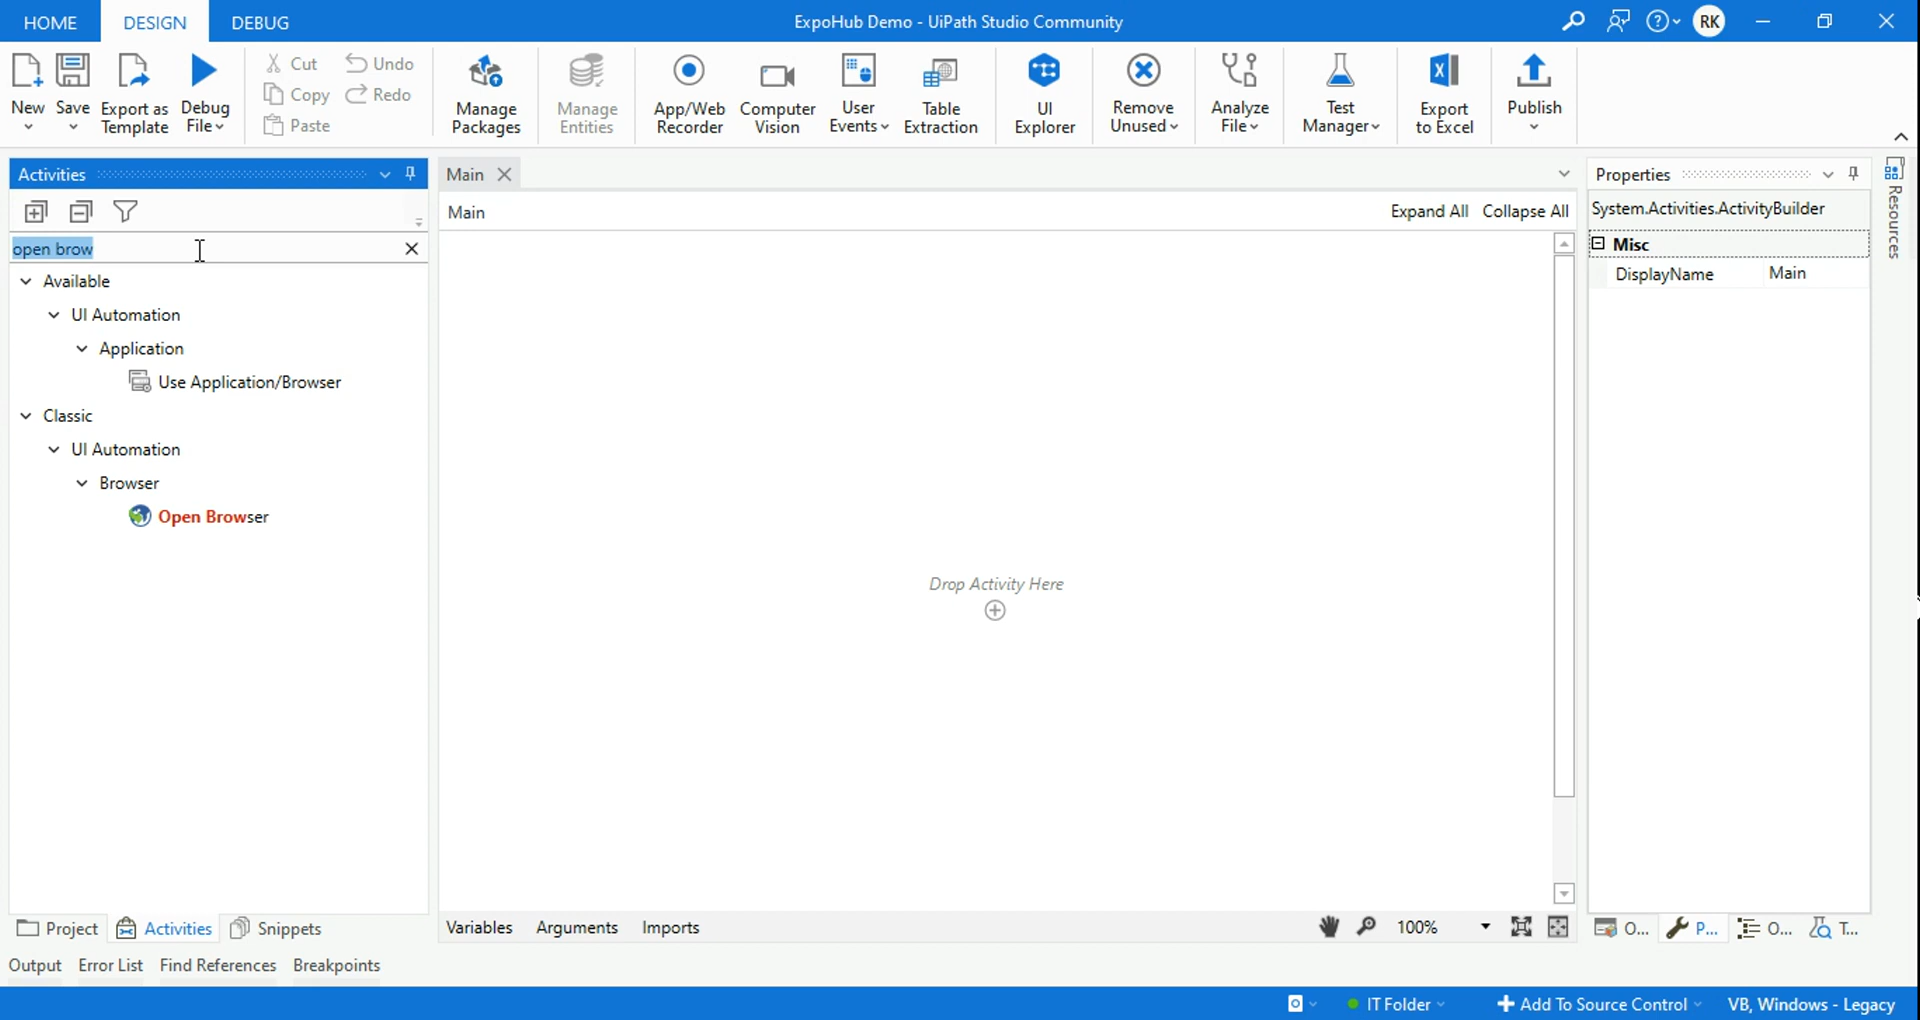 HOME DESIGN DEBUG ExpoHub Demo - UiPath Studio Community RK
New Save Export as Template Debug File
Cut Undo
Copy Redo
Paste
Manage Packages Manage Entities App/Web Recorder Computer Vision User Events Table Extraction UI Explorer Remove Unused Analyze File Test Manager Export to Excel Publish
Activities
open brow
Available
UI Automation
Application
Use Application/Browser
Classic
UI Automation
Browser
Open Browser
Project Activities Snippets
Main
Main Expand All Collapse All
Drop Activity Here
Variables Arguments Imports 100%
Properties
System.Activities.ActivityBuilder
Misc
DisplayName Main
Resources
O... P... O... T...
Output Error List Find References Breakpoints
IT Folder Add To Source Control VB, Windows - Legacy